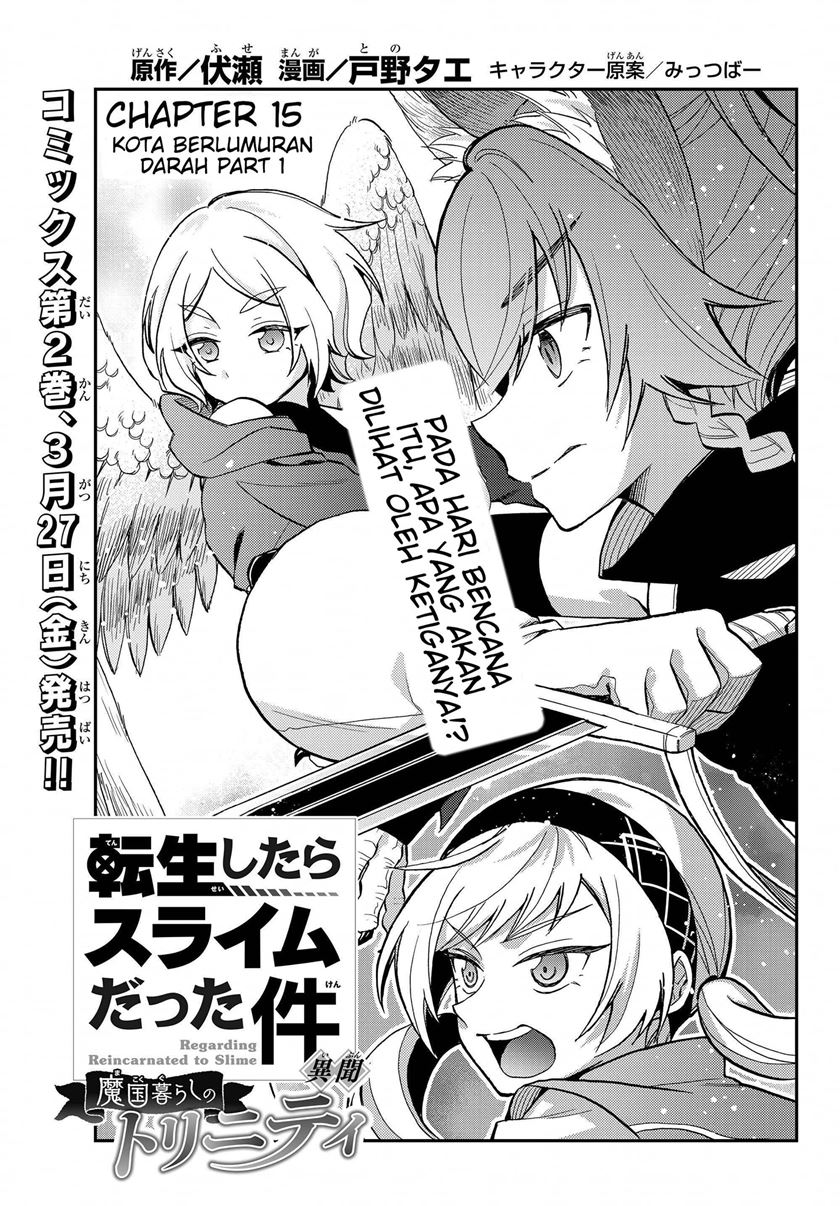 原作／伏瀬 漫画／戸野タエ キャラクター原案／みっつばー
CHAPTER 15
KOTA BERLUMURAN
DARAH PART 1
コミックス第2巻、3月27日(金)発売!!
PADA HARI BENCANA
ITU, APA YANG AKAN
DILIHAT OLEH KETIGANYA!?
転生したら
スライム
だった件
Regarding
Reincarnated to Slime
異聞
魔国暮らしの
トリニティ